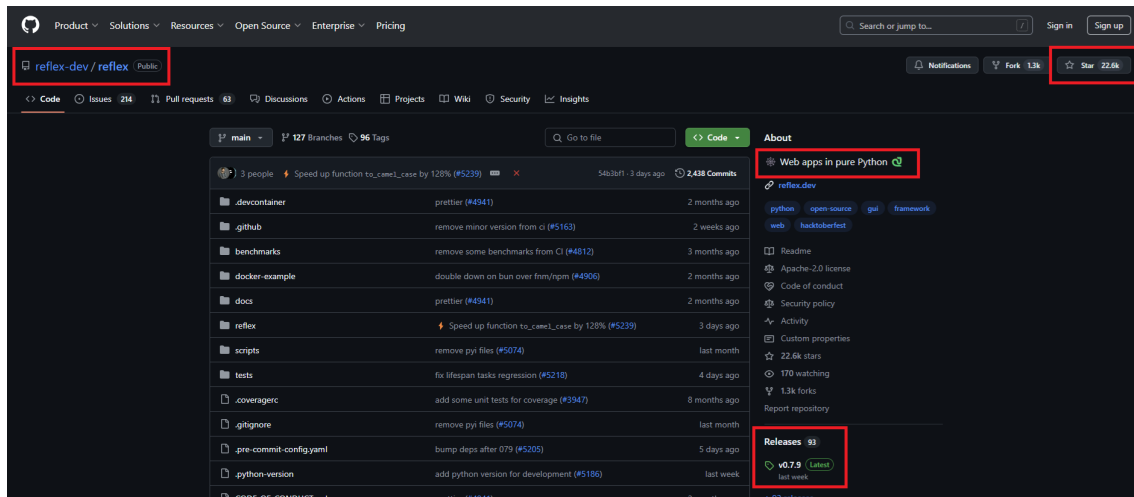 Product Solutions Resources Open Source Enterprise Pricing Search or jump to... / Sign in Sign up
reflex-dev / reflex Public Notifications Fork 1.3k Star 22.6k
Code Issues 214 Pull requests 63 Discussions Actions Projects Wiki Security Insights
main 127 Branches 96 Tags Go to file Code
3 people Speed up function to_camel_case by 128% (#5239) 54b3bf1 · 3 days ago 2,438 Commits
.devcontainer prettier (#4941) 2 months ago
.github remove minor version from ci (#5163) 2 weeks ago
benchmarks remove some benchmarks from CI (#4812) 3 months ago
docker-example double down on bun over fnm/npm (#4906) 2 months ago
docs prettier (#4941) 2 months ago
reflex Speed up function to_camel_case by 128% (#5239) 3 days ago
scripts remove pyi files (#5074) last month
tests fix lifespan tasks regression (#5218) 4 days ago
.coveragerc add some unit tests for coverage (#3947) 8 months ago
.gitignore remove pyi files (#5074) last month
.pre-commit-config.yaml bump deps after 079 (#5205) 5 days ago
.python-version add python version for development (#5186) last week
About
Web apps in pure Python
reflex.dev
python open-source gui framework
web hacktoberfest
Readme
Apache-2.0 license
Code of conduct
Security policy
Activity
Custom properties
22.6k stars
170 watching
1.3k forks
Report repository
Releases 93
v0.7.9 Latest
last week